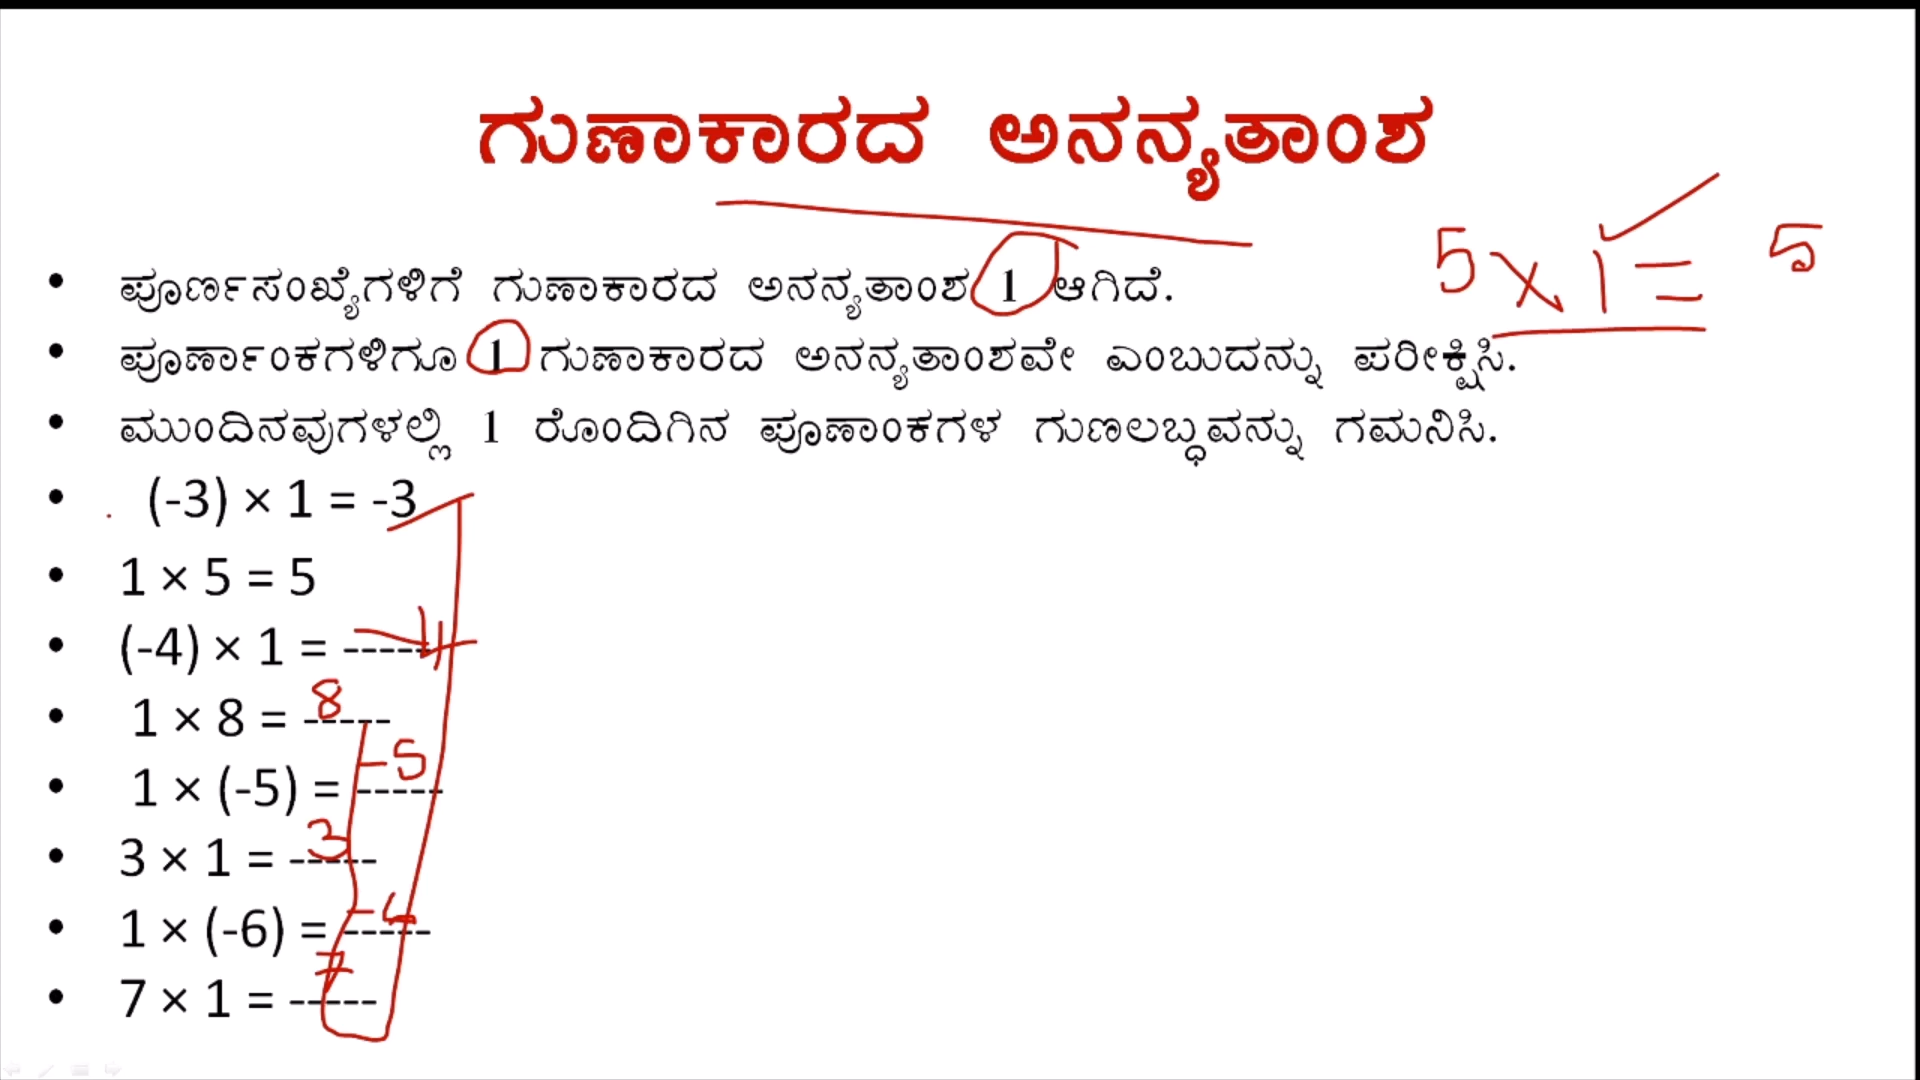 ಗುಣಾಕಾರದ ಅನನ್ಯತಾಂಶ
5 × 1 = 5
• ಪೂರ್ಣಸಂಖ್ಯೆಗಳಿಗೆ ಗುಣಾಕಾರದ ಅನನ್ಯತಾಂಶ 1 ಆಗಿದೆ.
• ಪೂರ್ಣಾಂಕಗಳಿಗೂ 1 ಗುಣಾಕಾರದ ಅನನ್ಯತಾಂಶವೇ ಎಂಬುದನ್ನು ಪರೀಕ್ಷಿಸಿ.
• ಮುಂದಿನವುಗಳಲ್ಲಿ 1 ರೊಂದಿಗಿನ ಪೂಣಾಂಕಗಳ ಗುಣಲಬ್ಧವನ್ನು ಗಮನಿಸಿ.
• (-3) × 1 = -3
• 1 × 5 = 5
• (-4) × 1 = ----- -4
• 1 × 8 = ----- 8
• 1 × (-5) = ----- -5
• 3 × 1 = ----- 3
• 1 × (-6) = -----
• 7 × 1 = ----- 7